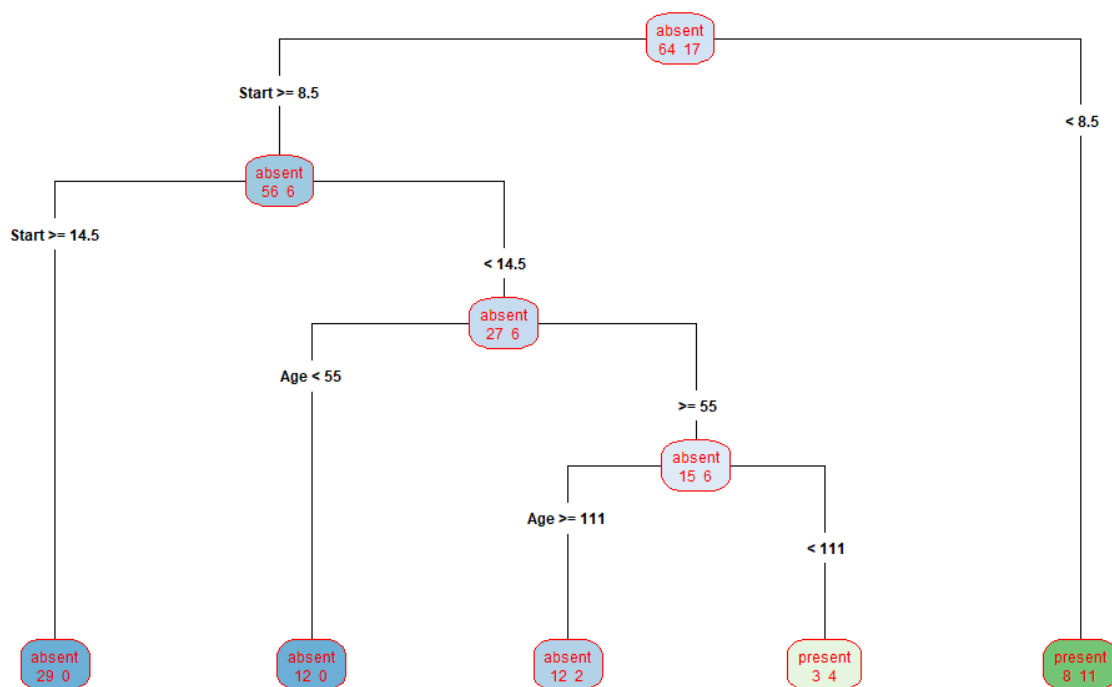 absent
64 17
Start >= 8.5
< 8.5
absent
56 6
Start >= 14.5
< 14.5
absent
27 6
Age < 55
>= 55
absent
15 6
Age >= 111
< 111
absent
29 0
absent
12 0
absent
12 2
present
3 4
present
8 11